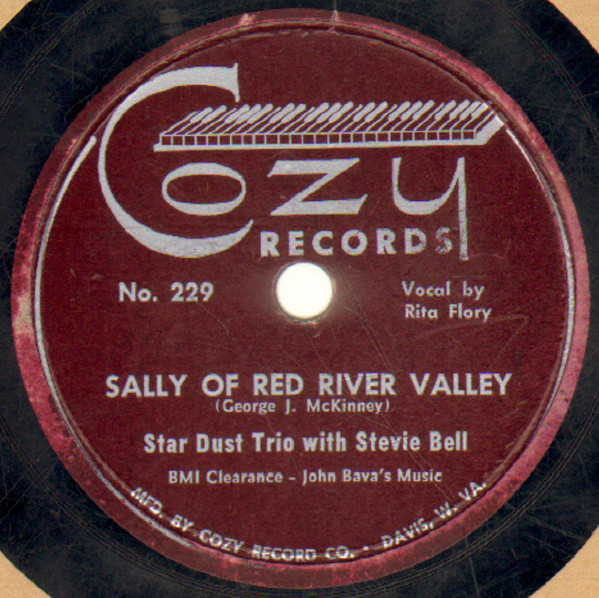 Cozy
RECORDS
No. 229
Vocal by
Rita Flory
SALLY OF RED RIVER VALLEY
(George J. McKinney)
Star Dust Trio with Stevie Bell
BMI Clearance - John Bava's Music
MFD. BY COZY RECORD CO. • DAVIS, W. VA.